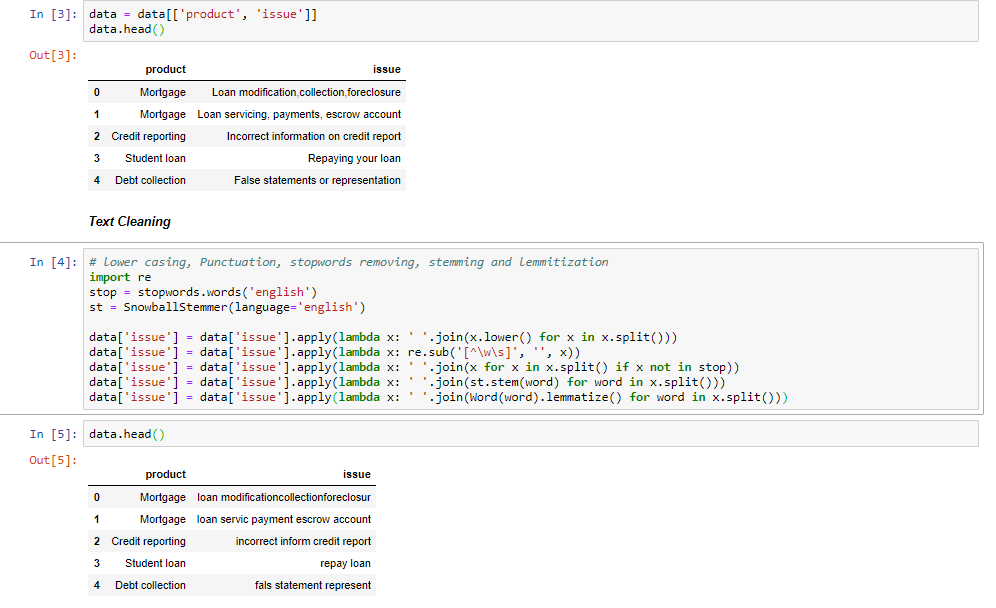 In [3]: data = data[['product', 'issue']]
data.head()
Out[3]:
product issue
0 Mortgage Loan modification,collection,foreclosure
1 Mortgage Loan servicing, payments, escrow account
2 Credit reporting Incorrect information on credit report
3 Student loan Repaying your loan
4 Debt collection False statements or representation
Text Cleaning
In [4]: # lower casing, Punctuation, stopwords removing, stemming and lemmitization
import re
stop = stopwords.words('english')
st = SnowballStemmer(language='english')
data['issue'] = data['issue'].apply(lambda x: ' '.join(x.lower() for x in x.split()))
data['issue'] = data['issue'].apply(lambda x: re.sub('[^\w\s]', '', x))
data['issue'] = data['issue'].apply(lambda x: ' '.join(x for x in x.split() if x not in stop))
data['issue'] = data['issue'].apply(lambda x: ' '.join(st.stem(word) for word in x.split()))
data['issue'] = data['issue'].apply(lambda x: ' '.join(Word(word).lemmatize() for word in x.split()))
In [5]: data.head()
Out[5]:
product issue
0 Mortgage loan modificationcollectionforeclosur
1 Mortgage loan servic payment escrow account
2 Credit reporting incorrect inform credit report
3 Student loan repay loan
4 Debt collection fals statement represent